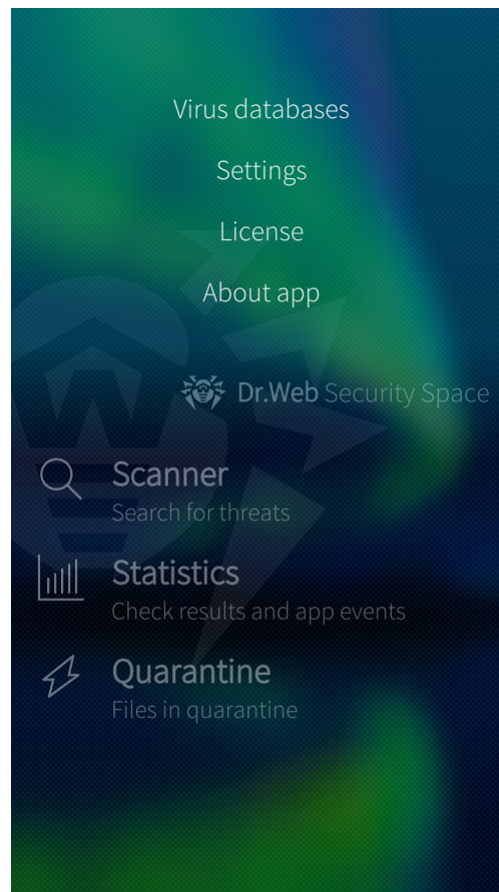 Virus databases
Settings
License
About app
Dr.Web Security Space
Scanner
Search for threats
Statistics
Check results and app events
Quarantine
Files in quarantine